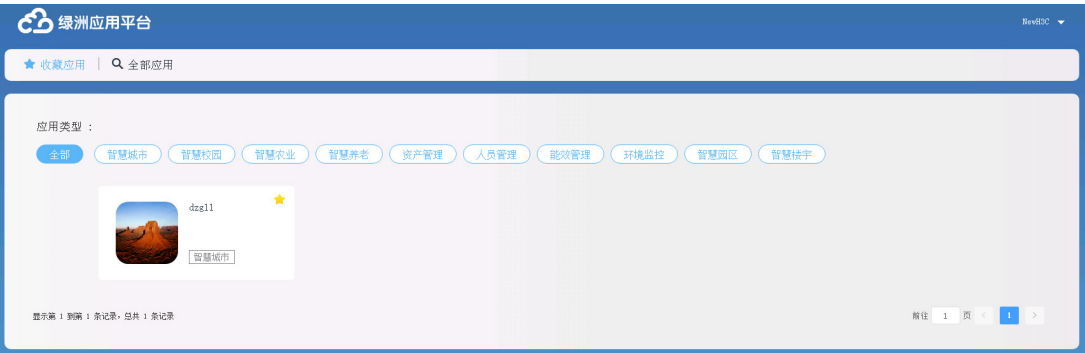 绿洲应用平台
NewH3C
收藏应用 | 全部应用
应用类型 :
全部 智慧城市 智慧校园 智慧农业 智慧养老 资产管理 人员管理 能效管理 环境监控 智慧园区 智慧楼宇
dzgl1
智慧城市
显示第 1 到第 1 条记录，总共 1 条记录
前往 1 页 < 1 >